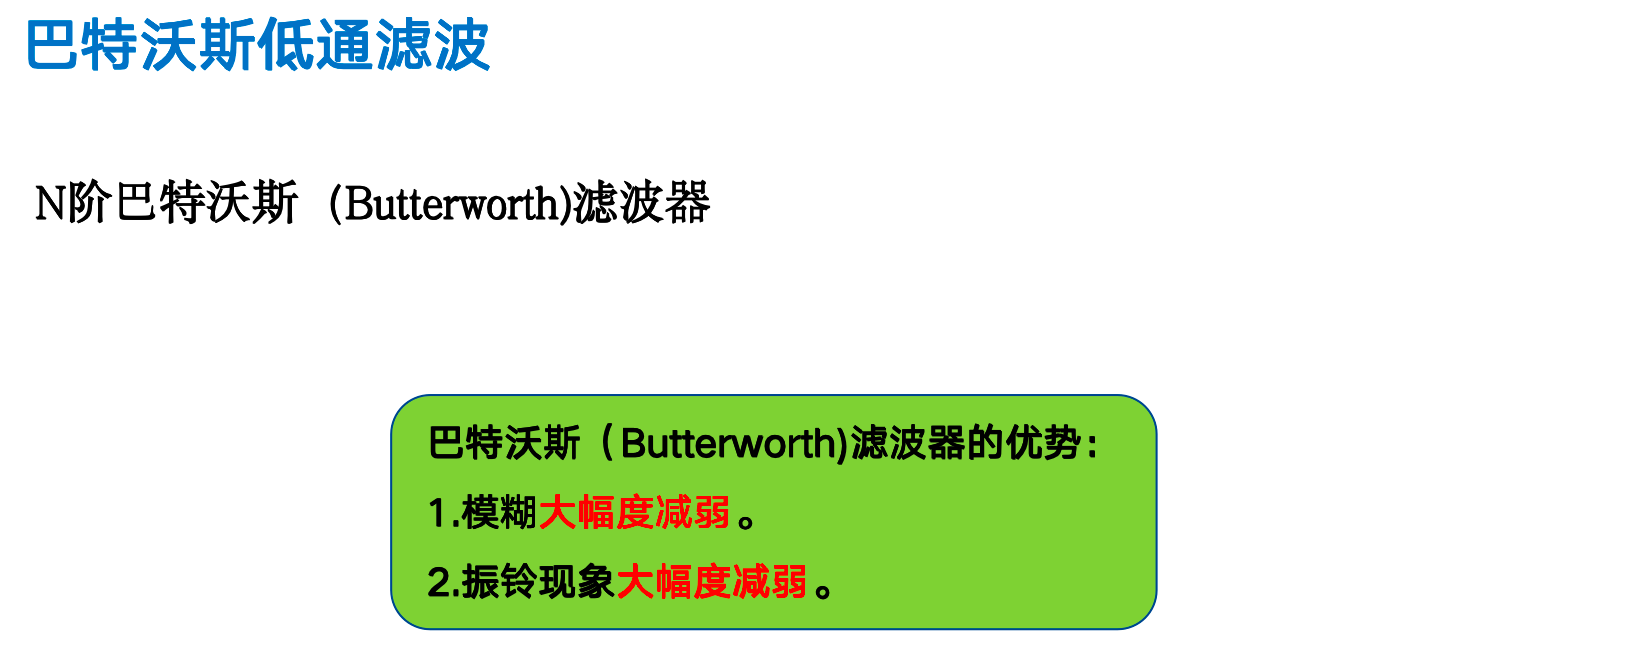 巴特沃斯低通滤波
N阶巴特沃斯（Butterworth)滤波器
巴特沃斯（Butterworth)滤波器的优势：
1.模糊大幅度减弱。
2.振铃现象大幅度减弱。